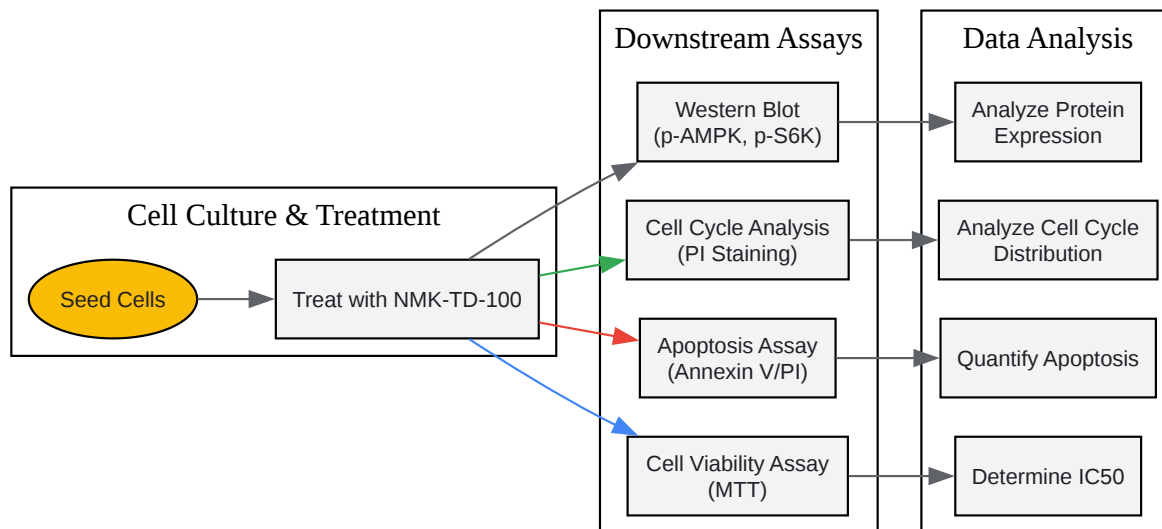 Cell Culture & Treatment
Seed Cells
Treat with NMK-TD-100
Downstream Assays
Western Blot
(p-AMPK, p-S6K)
Cell Cycle Analysis
(PI Staining)
Apoptosis Assay
(Annexin V/PI)
Cell Viability Assay
(MTT)
Data Analysis
Analyze Protein
Expression
Analyze Cell Cycle
Distribution
Quantify Apoptosis
Determine IC50